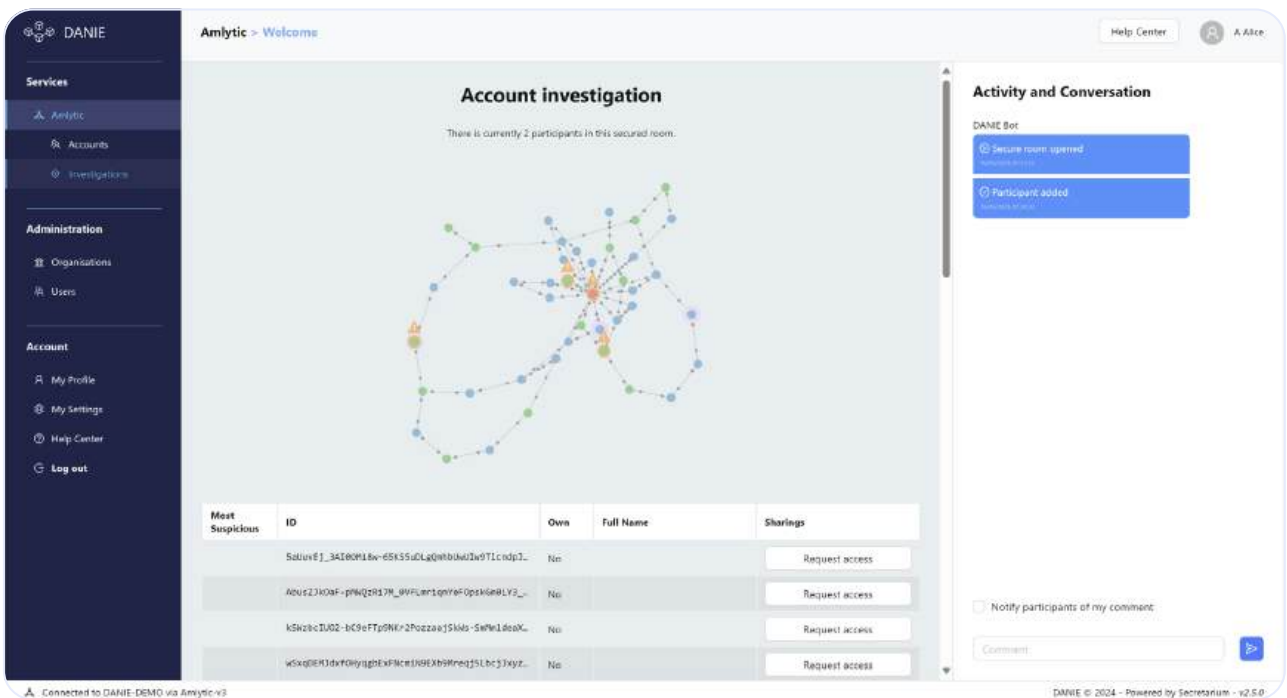 DANIE
Amlytic > Welcome
Help Center
A Alice
Services
Amlytic
Accounts
Investigations
Administration
Organisations
Users
Account
My Profile
My Settings
Help Center
Log out
Account investigation
There is currently 2 participants in this secured room.
Most Suspicious
ID
Own
Full Name
Sharings
No
Request access
No
Request access
No
Request access
No
Request access
Activity and Conversation
DANIE Bot
Secure room opened
Participant added
Notify participants of my comment
Comment
Connected to DANIE-DEMO via Amlytic-v3
DANIE © 2024 - Powered by Secretarium - v2.5.0